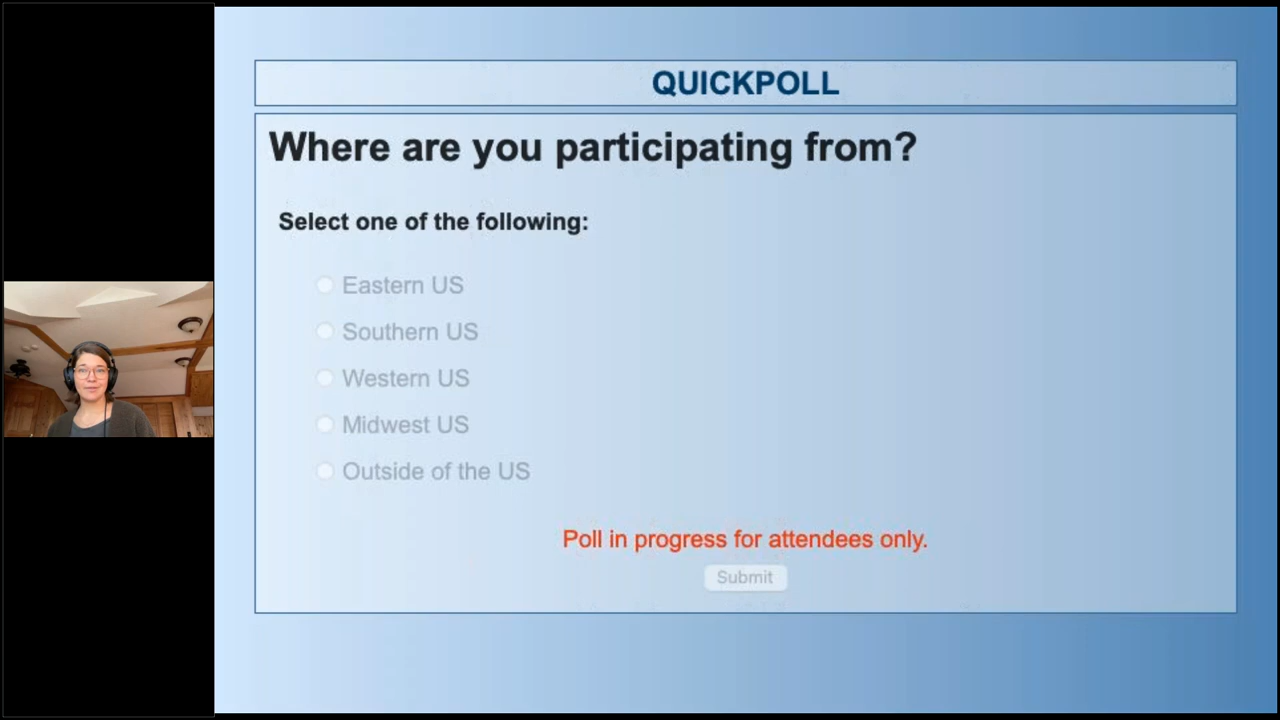 QUICKPOLL
Where are you participating from?
Select one of the following:
Eastern US
Southern US
Western US
Midwest US
Outside of the US
Poll in progress for attendees only.
Submit